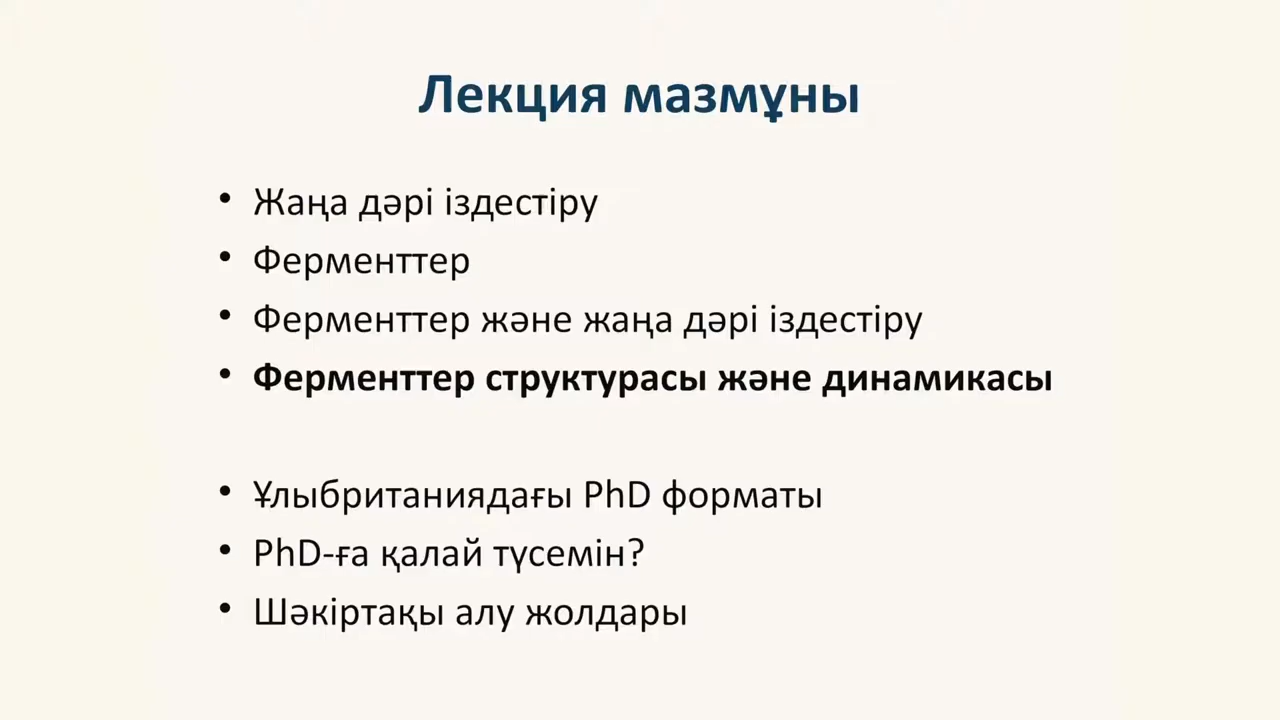 Лекция мазмұны
• Жаңа дәрі іздестіру
• Ферменттер
• Ферменттер және жаңа дәрі іздестіру
• Ферменттер структурасы және динамикасы
• Ұлыбританиядағы PhD форматы
• PhD-ға қалай түсемін?
• Шәкіртақы алу жолдары